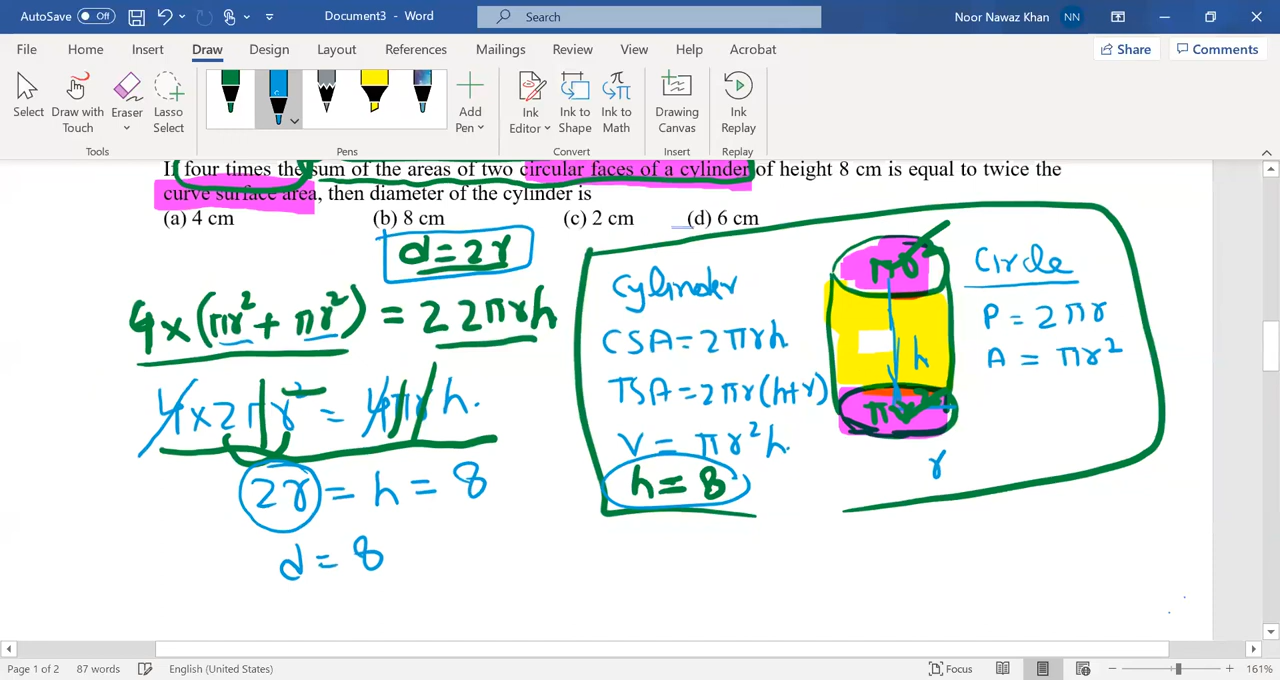 AutoSave Off Document3 - Word Search Noor Nawaz Khan NN
File Home Insert Draw Design Layout References Mailings Review View Help Acrobat Share Comments
Select Draw with Touch Eraser Lasso Select Add Pen Ink Editor Ink to Shape Ink to Math Drawing Canvas Ink Replay
Tools Pens Convert Insert Replay
If four times the sum of the areas of two circular faces of a cylinder of height 8 cm is equal to twice the
curve surface area, then diameter of the cylinder is
(a) 4 cm (b) 8 cm (c) 2 cm (d) 6 cm
d = 2r
4×(πr² + πr²) = 2 2πrh
4×2πr² = 4πrh.
2r = h = 8
d = 8
Cylinder
CSA = 2πrh
TSA = 2πr(h+r)
V = πr²h.
h = 8
πr²
h
πr²
r
Circle
P = 2πr
A = πr²
Page 1 of 2 87 words English (United States) Focus 161%